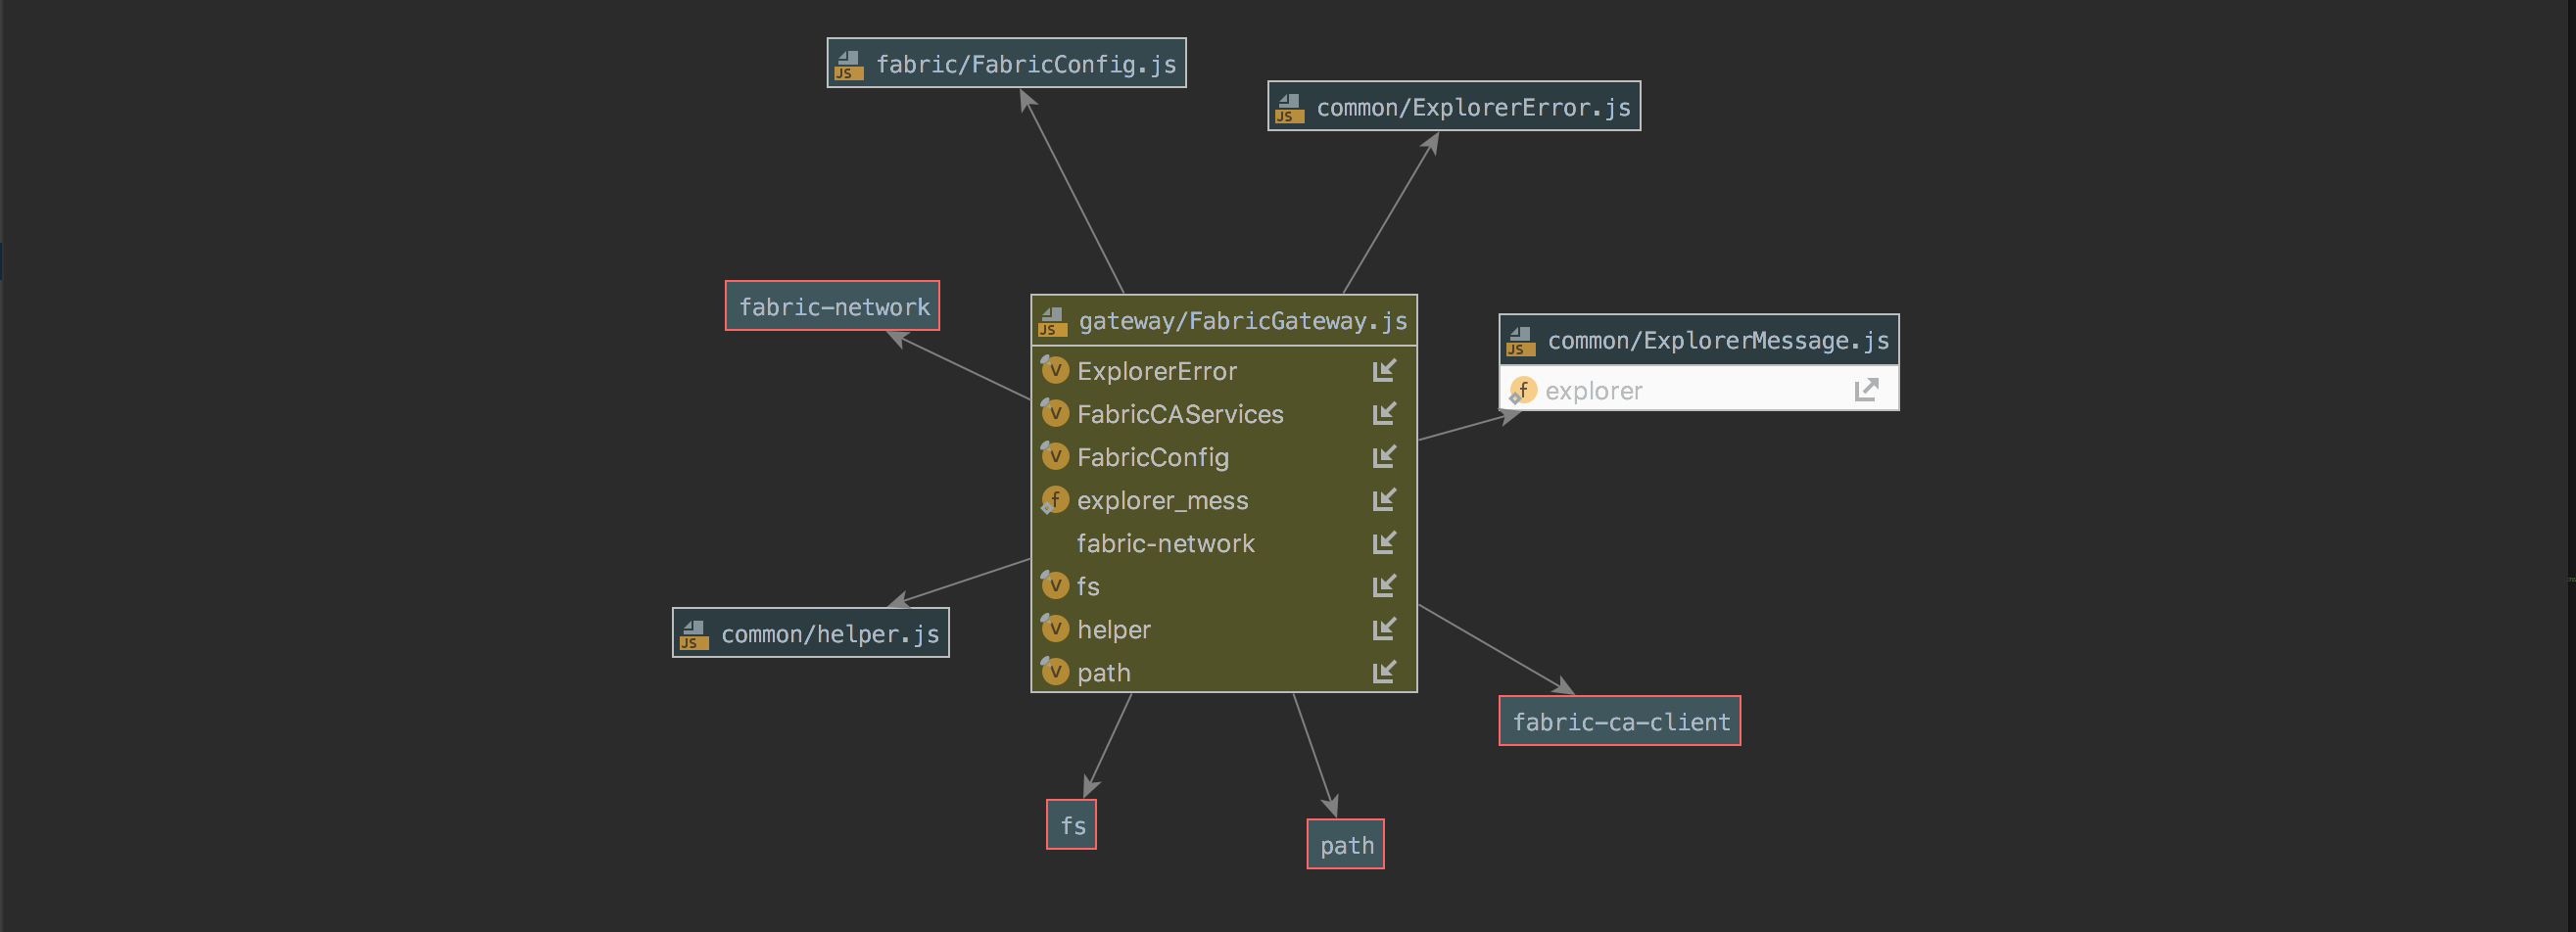 JS fabric/FabricConfig.js
JS common/ExplorerError.js
fabric-network
JS gateway/FabricGateway.js
V ExplorerError
V FabricCAServices
V FabricConfig
f explorer_mess
fabric-network
V fs
V helper
V path
JS common/ExplorerMessage.js
f explorer
JS common/helper.js
fabric-ca-client
fs
path